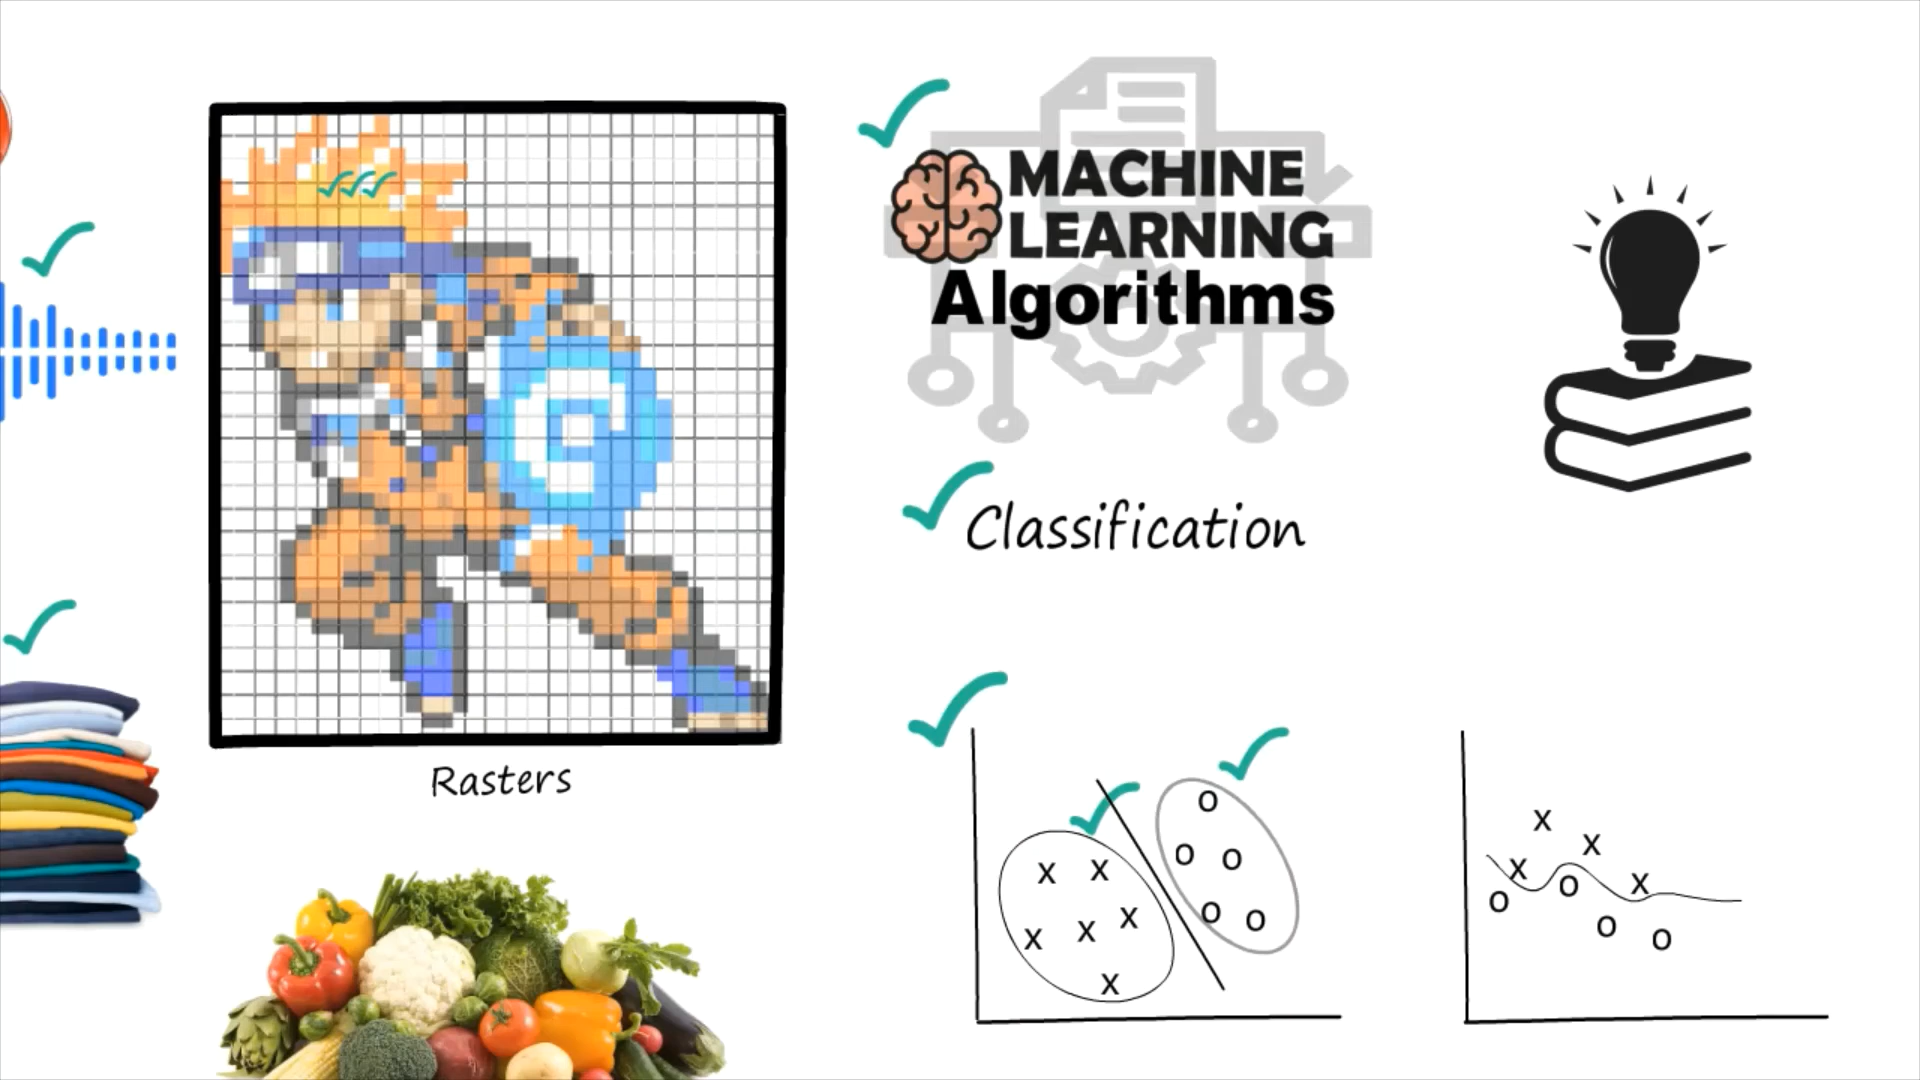 MACHINE
LEARNING
Algorithms
Classification
Rasters
o
o o
x x
o o
x x x
x
x
x
x x
o o
o o